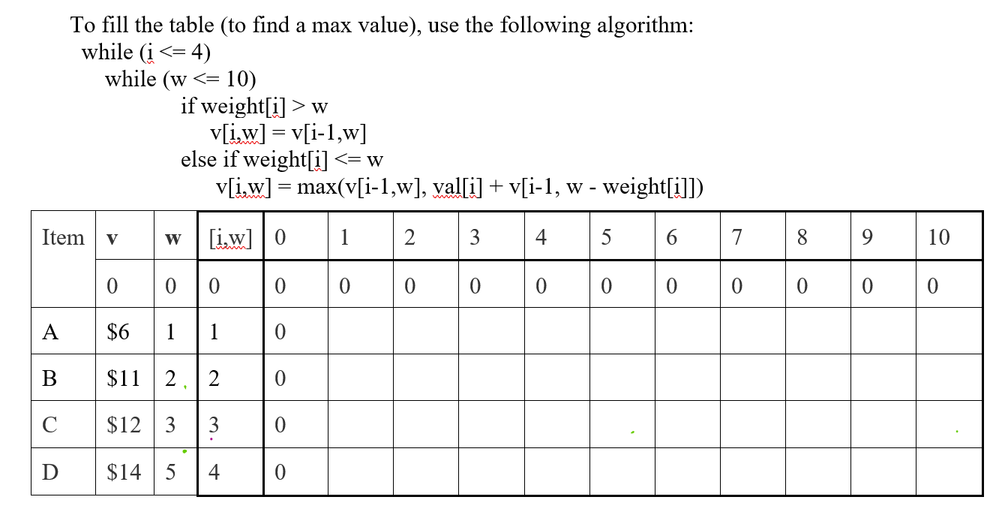 To fill the table (to find a max value), use the following algorithm:
while (i <= 4)
while (w <= 10)
if weight[i] > w
v[i,w] = v[i-1,w]
else if weight[i] <= w
v[i,w] = max(v[i-1,w], val[i] + v[i-1, w - weight[i]])
Item v w [i,w] 0 1 2 3 4 5 6 7 8 9 10
0 0 0 0 0 0 0 0 0 0 0 0 0 0
A $6 1 1 0
B $11 2 2 0
C $12 3 3 0
D $14 5 4 0